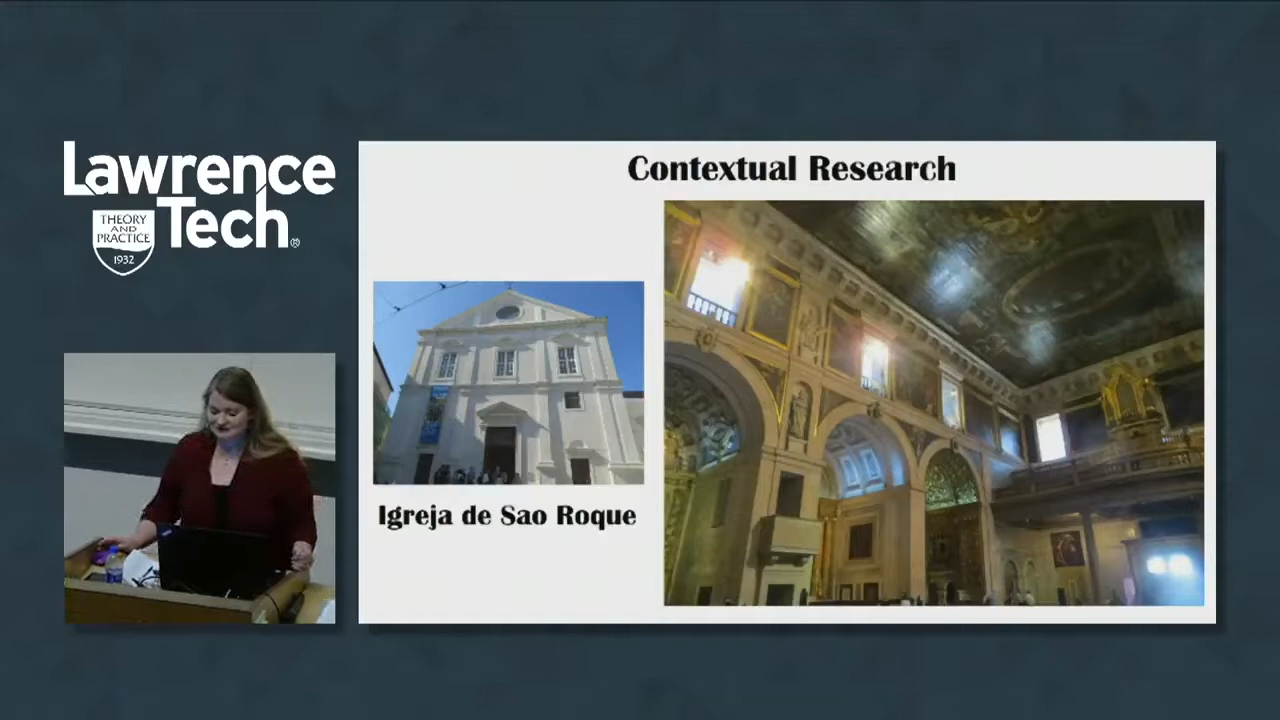 Lawrence
Tech®
THEORY
AND
PRACTICE
1932
Contextual Research
Igreja de Sao Roque